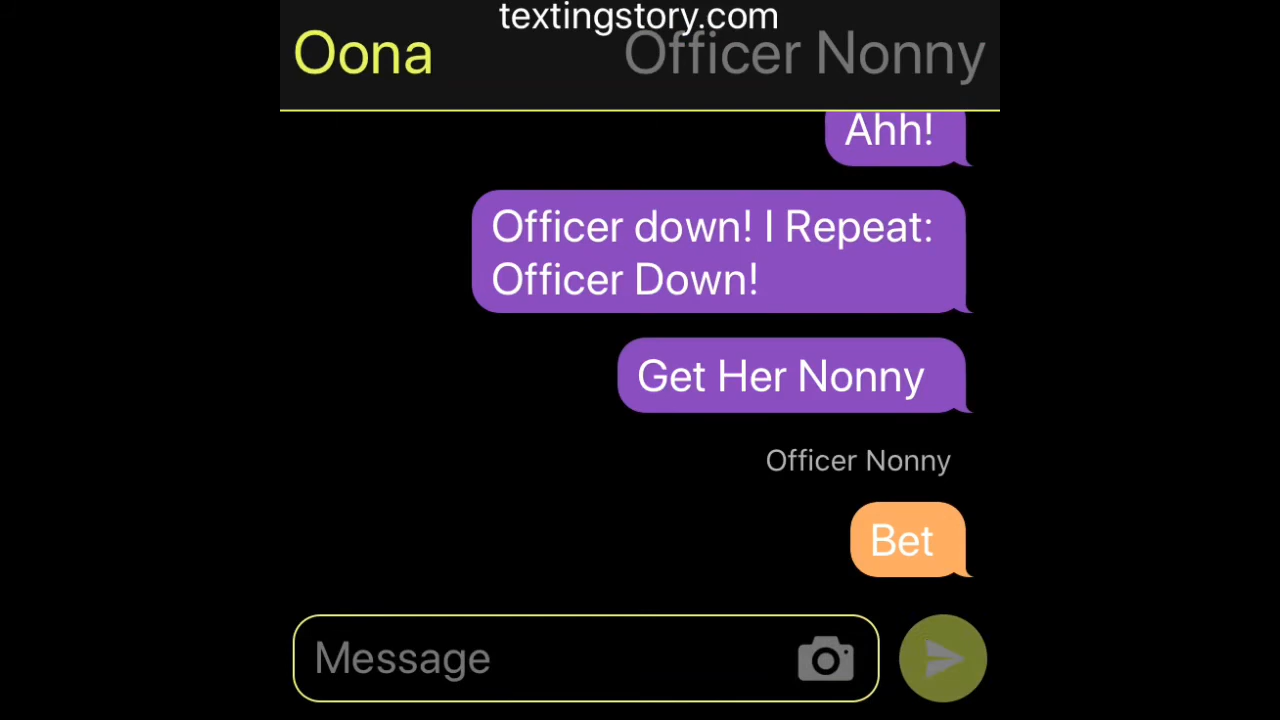 textingstory.com
Oona
Officer Nonny
Ahh!
Officer down! I Repeat:
Officer Down!
Get Her Nonny
Officer Nonny
Bet
Message